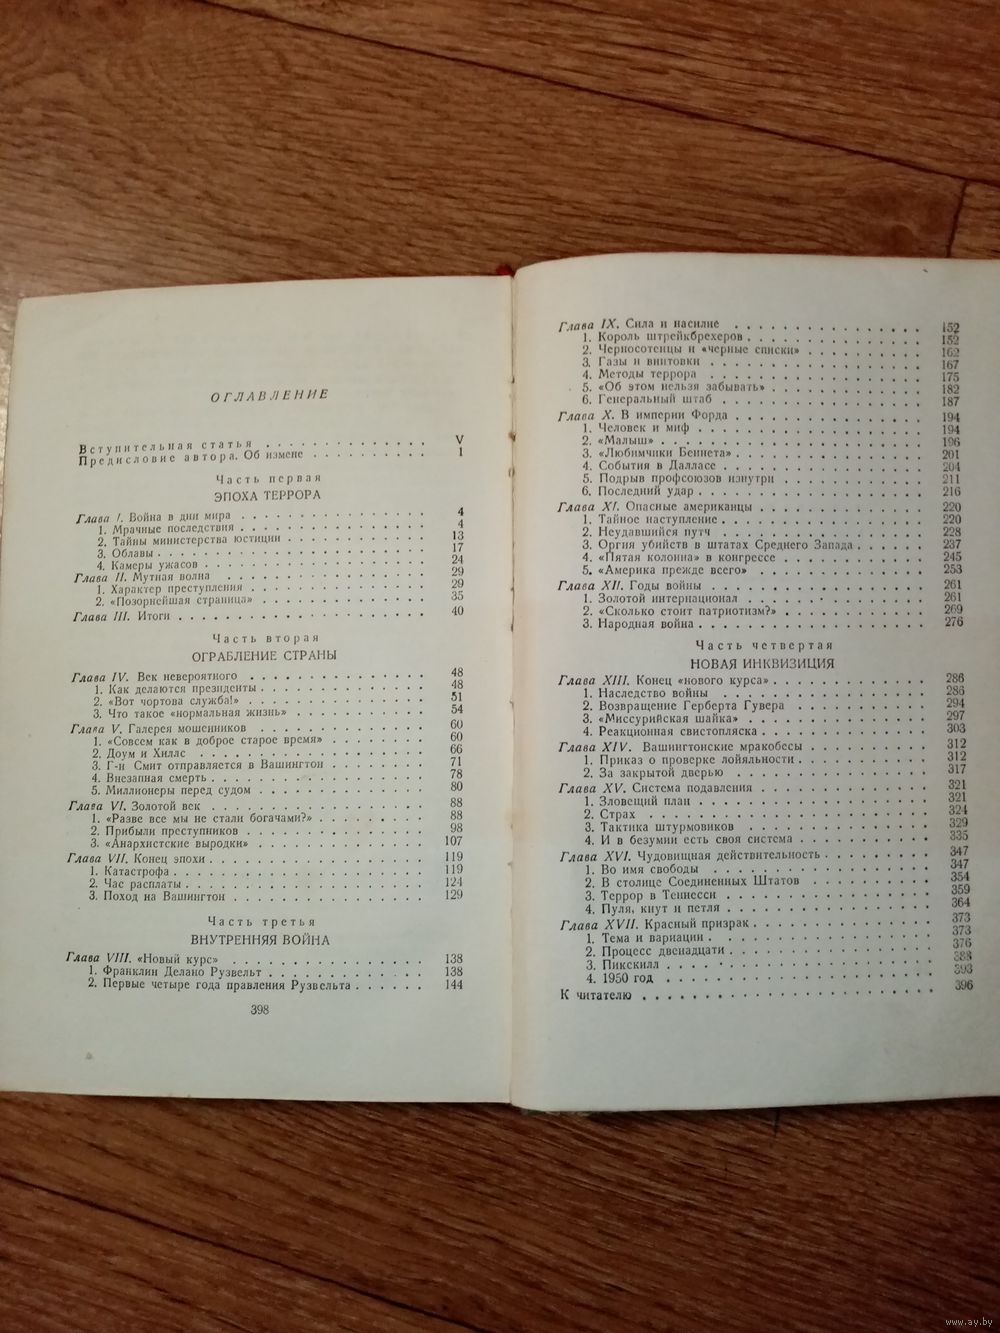 ОГЛАВЛЕНИЕ
Вступительная статья . . . . . . . . . . . . . V
Предисловие автора. Об измене . . . . . . . . . . 1
Часть первая
ЭПОХА ТЕРРОРА
Глава I. Война в дни мира . . . . . . . . . . . . . 4
1. Мрачные последствия . . . . . . . . . . . . . 4
2. Тайны министерства юстиции . . . . . . . . . . 13
3. Облавы . . . . . . . . . . . . . . . . . . 17
4. Камеры ужасов . . . . . . . . . . . . . . . 24
Глава II. Мутная волна . . . . . . . . . . . . . 29
1. Характер преступления . . . . . . . . . . . . 29
2. «Позорнейшая страница» . . . . . . . . . . . 35
Глава III. Итоги . . . . . . . . . . . . . . . . 40
Часть вторая
ОГРАБЛЕНИЕ СТРАНЫ
Глава IV. Век невероятного . . . . . . . . . . . . 48
1. Как делаются президенты . . . . . . . . . . . 48
2. «Вот чортова служба!» . . . . . . . . . . . . 51
3. Что такое «нормальная жизнь» . . . . . . . . . 54
Глава V. Галерея мошенников . . . . . . . . . . . 60
1. «Совсем как в доброе старое время» . . . . . . . 60
2. Доум и Хиллс . . . . . . . . . . . . . . . 66
3. Г-н Смит отправляется в Вашингтон . . . . . . . 71
4. Внезапная смерть . . . . . . . . . . . . . . 78
5. Миллионеры перед судом . . . . . . . . . . . 80
Глава VI. Золотой век . . . . . . . . . . . . . . 88
1. «Разве все мы не стали богачами?» . . . . . . . . 88
2. Прибыли преступников . . . . . . . . . . . . 98
3. «Анархистские выродки» . . . . . . . . . . . 107
Глава VII. Конец эпохи . . . . . . . . . . . . . . 119
1. Катастрофа . . . . . . . . . . . . . . . . 119
2. Час расплаты . . . . . . . . . . . . . . . . 124
3. Поход на Вашингтон . . . . . . . . . . . . . 129
Часть третья
ВНУТРЕННЯЯ ВОЙНА
Глава VIII. «Новый курс» . . . . . . . . . . . . . 138
1. Франклин Делано Рузвельт . . . . . . . . . . . 138
2. Первые четыре года правления Рузвельта . . . . . . 144
398
Глава IX. Сила и насилие . . . . . . . . . . . . . 152
1. Король штрейкбрехеров . . . . . . . . . . . . 152
2. Черносотенцы и «черные списки» . . . . . . . . 162
3. Газы и винтовки . . . . . . . . . . . . . . 167
4. Методы террора . . . . . . . . . . . . . . 175
5. «Об этом нельзя забывать» . . . . . . . . . . 182
6. Генеральный штаб . . . . . . . . . . . . . . 187
Глава X. В империи Форда . . . . . . . . . . . . 194
1. Человек и миф . . . . . . . . . . . . . . . 194
2. «Малыш» . . . . . . . . . . . . . . . . . 196
3. «Любимчики Беннета» . . . . . . . . . . . . 201
4. События в Далласе . . . . . . . . . . . . . 204
5. Подрыв профсоюзов изнутри . . . . . . . . . . 211
6. Последний удар . . . . . . . . . . . . . . . 216
Глава XI. Опасные американцы . . . . . . . . . . . 220
1. Тайное наступление . . . . . . . . . . . . . 220
2. Неудавшийся путч . . . . . . . . . . . . . . 228
3. Оргия убийств в штатах Среднего Запада . . . . . 237
4. «Пятая колонна» в конгрессе . . . . . . . . . 245
5. «Америка прежде всего» . . . . . . . . . . . 253
Глава XII. Годы войны . . . . . . . . . . . . . . 261
1. Золотой интернационал . . . . . . . . . . . . 261
2. «Сколько стоит патриотизм?» . . . . . . . . . 269
3. Народная война . . . . . . . . . . . . . . . 276
Часть четвертая
НОВАЯ ИНКВИЗИЦИЯ
Глава XIII. Конец «нового курса» . . . . . . . . . . 286
1. Наследство войны . . . . . . . . . . . . . . 286
2. Возвращение Герберта Гувера . . . . . . . . . 294
3. «Миссурийская шайка» . . . . . . . . . . . . 297
4. Реакционная свистопляска . . . . . . . . . . . 303
Глава XIV. Вашингтонские мракобесы . . . . . . . . 312
1. Приказ о проверке лойяльности . . . . . . . . . 312
2. За закрытой дверью . . . . . . . . . . . . . 317
Глава XV. Система подавления . . . . . . . . . . . 321
1. Зловещий план . . . . . . . . . . . . . . . 321
2. Страх . . . . . . . . . . . . . . . . . . 324
3. Тактика штурмовиков . . . . . . . . . . . . 329
4. И в безумии есть своя система . . . . . . . . . 335
Глава XVI. Чудовищная действительность . . . . . . . 347
1. Во имя свободы . . . . . . . . . . . . . . 347
2. В столице Соединенных Штатов . . . . . . . . 354
3. Террор в Теннесси . . . . . . . . . . . . . 359
4. Пуля, кнут и петля . . . . . . . . . . . . . 364
Глава XVII. Красный призрак . . . . . . . . . . . . 373
1. Тема и вариации . . . . . . . . . . . . . . 373
2. Процесс двенадцати . . . . . . . . . . . . . 376
3. Пикскилл . . . . . . . . . . . . . . . . . 388
4. 1950 год . . . . . . . . . . . . . . . . . 393
К читателю . . . . . . . . . . . . . . . . . . 396
www.ay.by